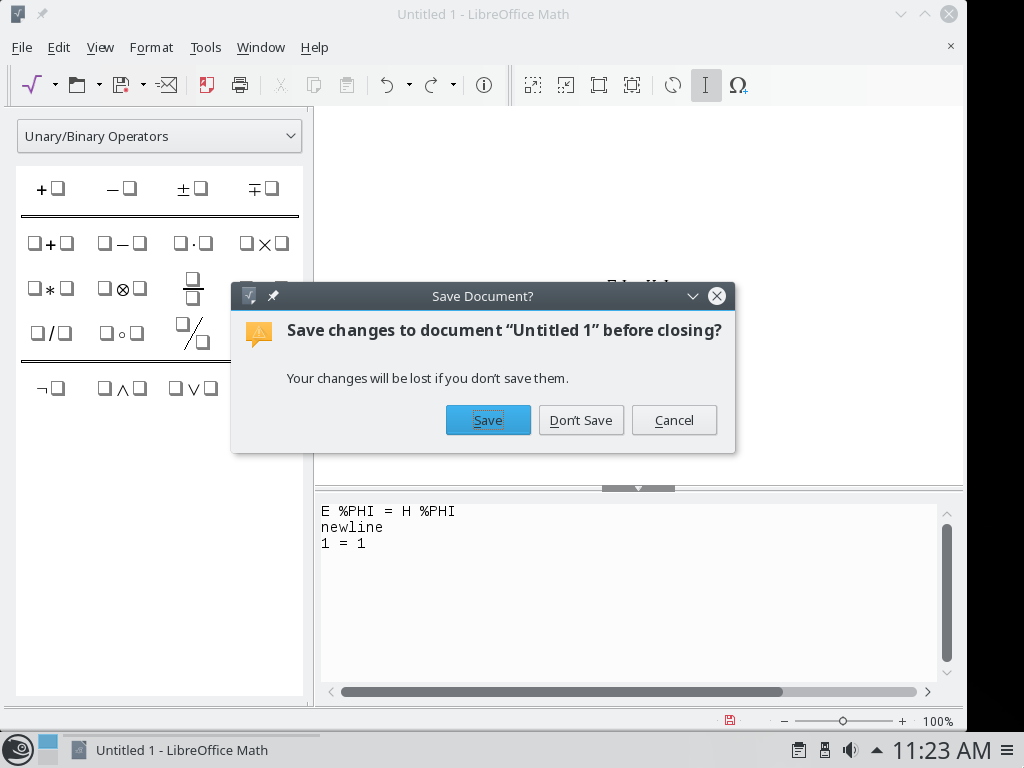 Untitled 1 - LibreOffice Math
File Edit View Format Tools Window Help
Unary/Binary Operators
Save Document?
Save changes to document “Untitled 1” before closing?
Your changes will be lost if you don’t save them.
Save Don’t Save Cancel
E %PHI = H %PHI
newline
1 = 1
100%
Untitled 1 - LibreOffice Math
11:23 AM